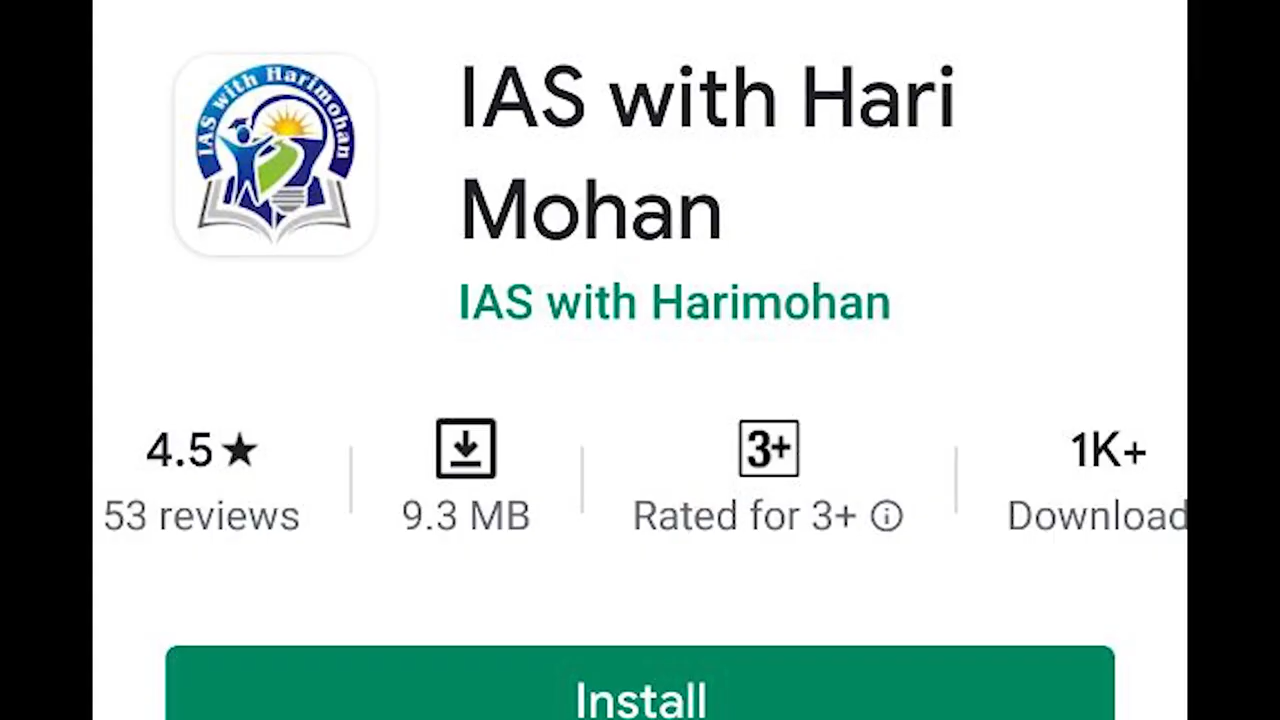 IAS with Harimohan
IAS with Hari
Mohan
IAS with Harimohan
4.5★
9.3 MB
3+
1K+
53 reviews
Rated for 3+
Download
Install